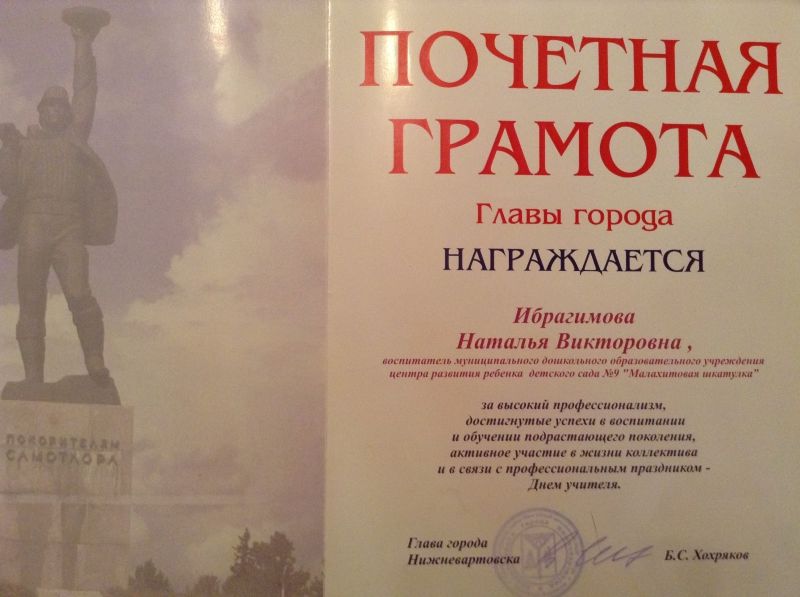 ПОКОРИТЕЛЯМ
САМОТЛОРА
ПОЧЕТНАЯ
ГРАМОТА
Главы города
НАГРАЖДАЕТСЯ
Ибрагимова
Наталья Викторовна ,
воспитатель муниципального дошкольного образовательного учреждения
центра развития ребенка детского сада №9 "Малахитовая шкатулка"
за высокий профессионализм,
достигнутые успехи в воспитании
и обучении подрастающего поколения,
активное участие в жизни коллектива
и в связи с профессиональным праздником -
Днем учителя.
Глава города
Нижневартовска
Б.С. Хохряков